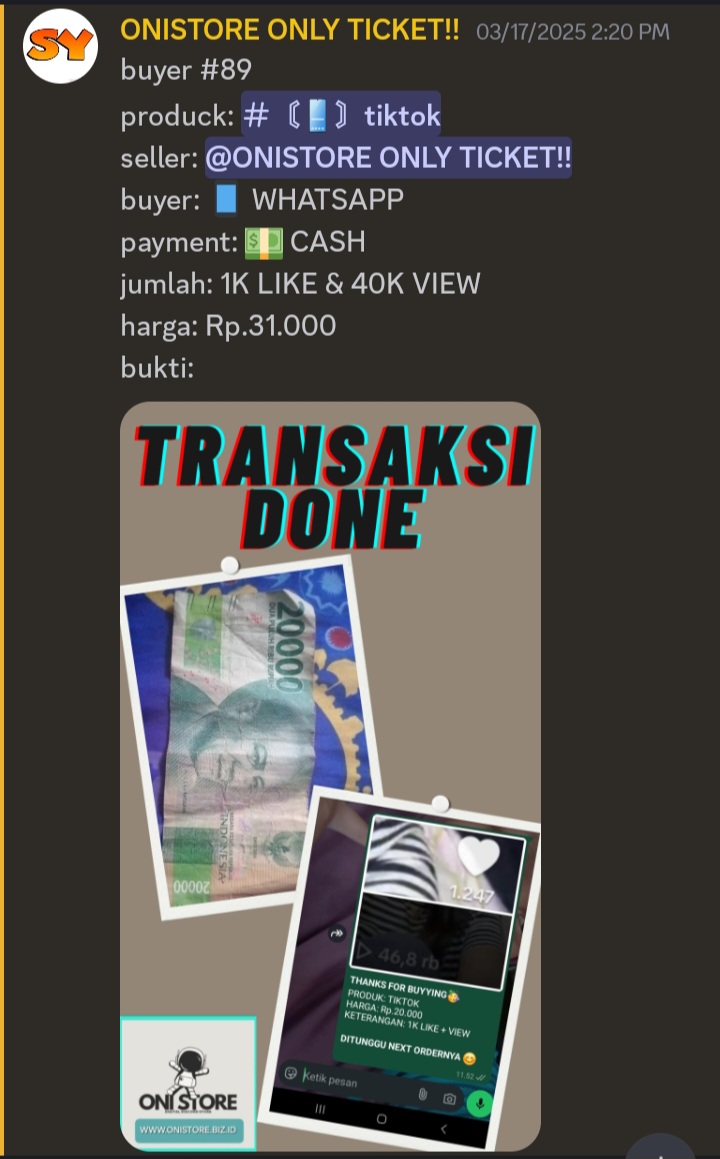 SY
ONISTORE ONLY TICKET!! 03/17/2025 2:20 PM
buyer #89
produck: # 〘📱〙tiktok
seller: @ONISTORE ONLY TICKET!!
buyer: 📱 WHATSAPP
payment: 💵 CASH
jumlah: 1K LIKE & 40K VIEW
harga: Rp.31.000
bukti:
TRANSAKSI
DONE
20000
INDONESIA
20000
1.247
46,8 rb
THANKS FOR BUYYING🥳
PRODUK: TIKTOK
HARGA: Rp.20.000
KETERANGAN: 1K LIKE + VIEW
DITUNGGU NEXT ORDERNYA 😊
11.52
Ketik pesan
ONI STORE
WWW.ONISTORE.BIZ.ID